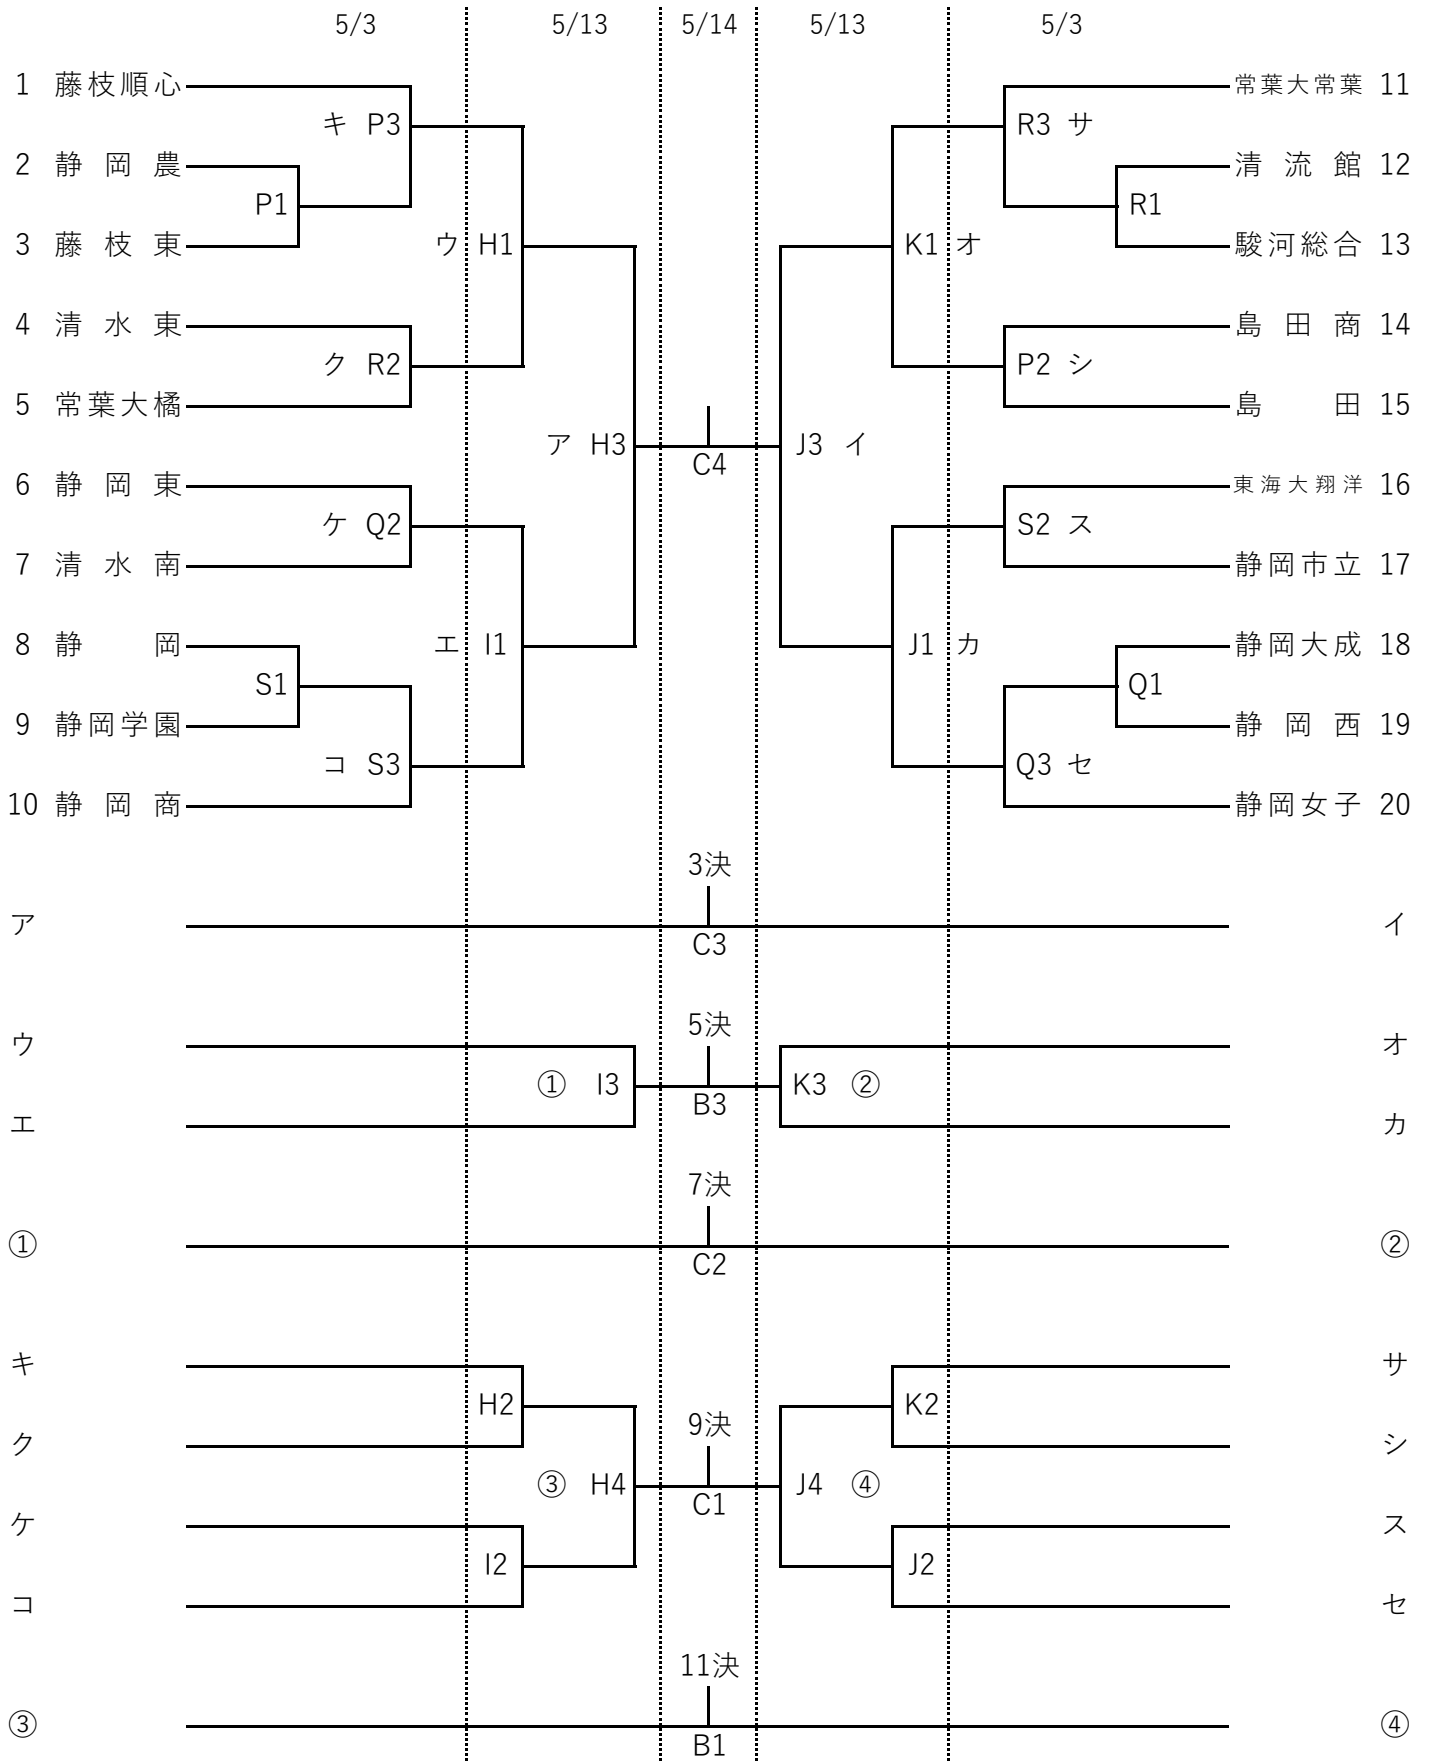 5/3 5/13 5/14 5/13 5/3
1 藤枝順心 常葉大常葉 11
キ P3 R3 サ
2 静岡農 清流館 12
P1 R1
3 藤枝東 ウ H1 K1 オ 駿河総合 13
4 清水東 島田商 14
ク R2 P2 シ
5 常葉大橘 島田 15
ア H3 J3 イ
C4
6 静岡東 東海大翔洋 16
ケ Q2 S2 ス
7 清水南 静岡市立 17
8 静岡 エ I1 J1 カ 静岡大成 18
S1 Q1
9 静岡学園 静岡西 19
コ S3 Q3 セ
10 静岡商 静岡女子 20
3決
ア イ
C3
5決
ウ オ
① I3 K3 ②
B3
エ カ
7決
① ②
C2
キ サ
H2 K2
9決
ク シ
③ H4 J4 ④
C1
ケ ス
I2 J2
コ セ
11決
③ ④
B1